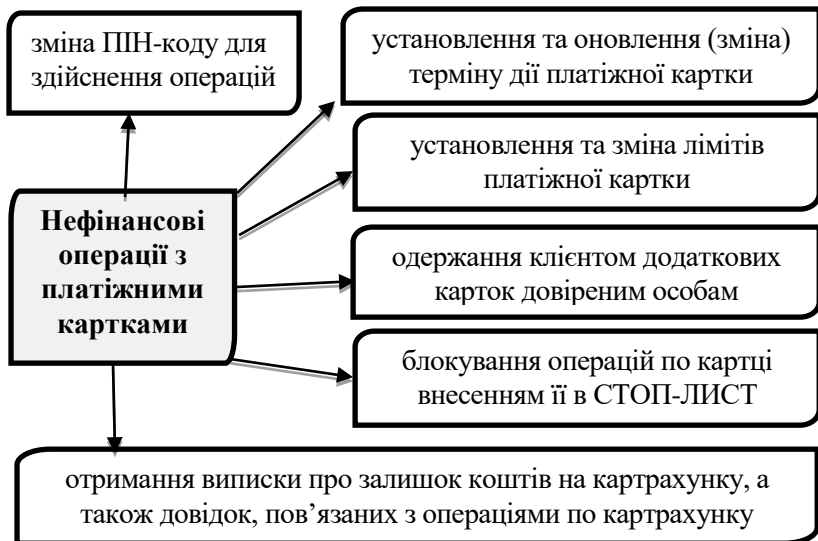 зміна ПІН-коду для
здійснення операцій
установлення та оновлення (зміна)
терміну дії платіжної картки
установлення та зміна лімітів
платіжної картки
Нефінансові
операції з
платіжними
картками
одержання клієнтом додаткових
карток довіреним особам
блокування операцій по картці
внесенням її в СТОП-ЛИСТ
отримання виписки про залишок коштів на картрахунку, а
також довідок, пов’язаних з операціями по картрахунку